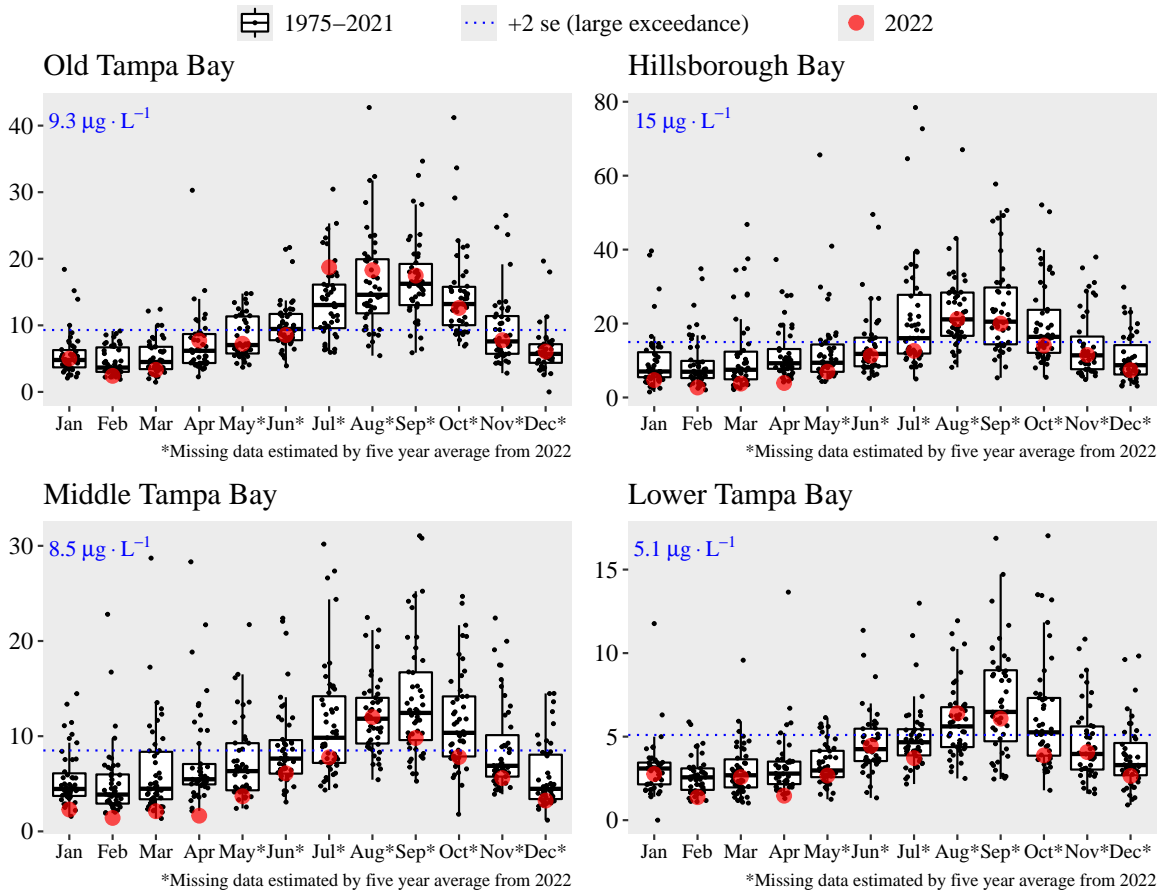 1975–2021 +2 se (large exceedance) 2022
Old Tampa Bay
9.3 μg · L⁻¹
40
30
20
10
0
Jan Feb Mar Apr May* Jun* Jul* Aug* Sep* Oct* Nov* Dec*
*Missing data estimated by five year average from 2022
Hillsborough Bay
15 μg · L⁻¹
80
60
40
20
0
Jan Feb Mar Apr May* Jun* Jul* Aug* Sep* Oct* Nov* Dec*
*Missing data estimated by five year average from 2022
Middle Tampa Bay
8.5 μg · L⁻¹
30
20
10
0
Jan Feb Mar Apr May* Jun* Jul* Aug* Sep* Oct* Nov* Dec*
*Missing data estimated by five year average from 2022
Lower Tampa Bay
5.1 μg · L⁻¹
15
10
5
0
Jan Feb Mar Apr May* Jun* Jul* Aug* Sep* Oct* Nov* Dec*
*Missing data estimated by five year average from 2022